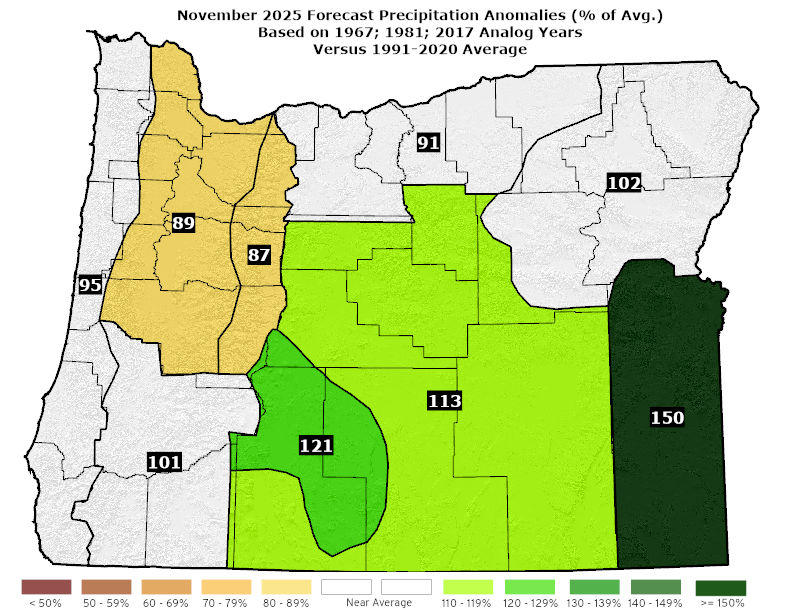 November 2025 Forecast Precipitation Anomalies (% of Avg.)
Based on 1967; 1981; 2017 Analog Years
Versus 1991-2020 Average
91
102
89
87
95
113
150
121
101
< 50%
50 - 59%
60 - 69%
70 - 79%
80 - 89%
Near Average
110 - 119%
120 - 129%
130 - 139%
140 - 149%
>= 150%